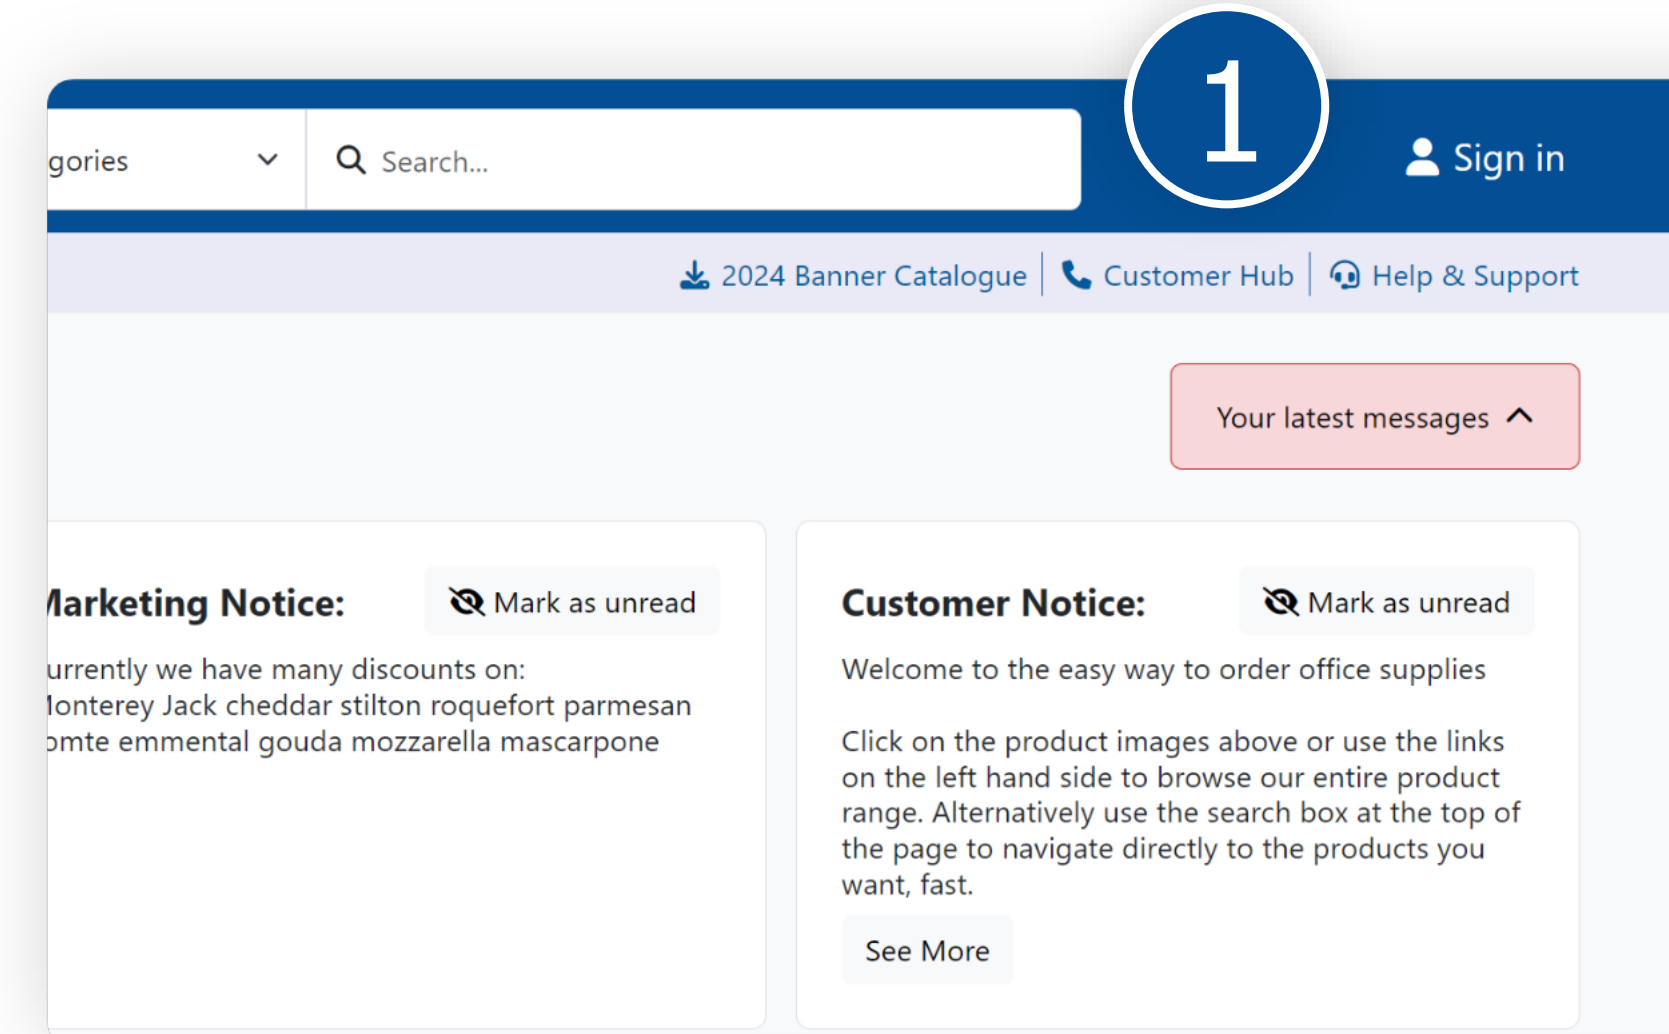 1
gories
Search...
Sign in
2024 Banner Catalogue
Customer Hub
Help & Support
Your latest messages
Marketing Notice:
Mark as unread
urrently we have many discounts on:
Monterey Jack cheddar stilton roquefort parmesan
omte emmental gouda mozzarella mascarpone
Customer Notice:
Mark as unread
Welcome to the easy way to order office supplies
Click on the product images above or use the links
on the left hand side to browse our entire product
range. Alternatively use the search box at the top of
the page to navigate directly to the products you
want, fast.
See More